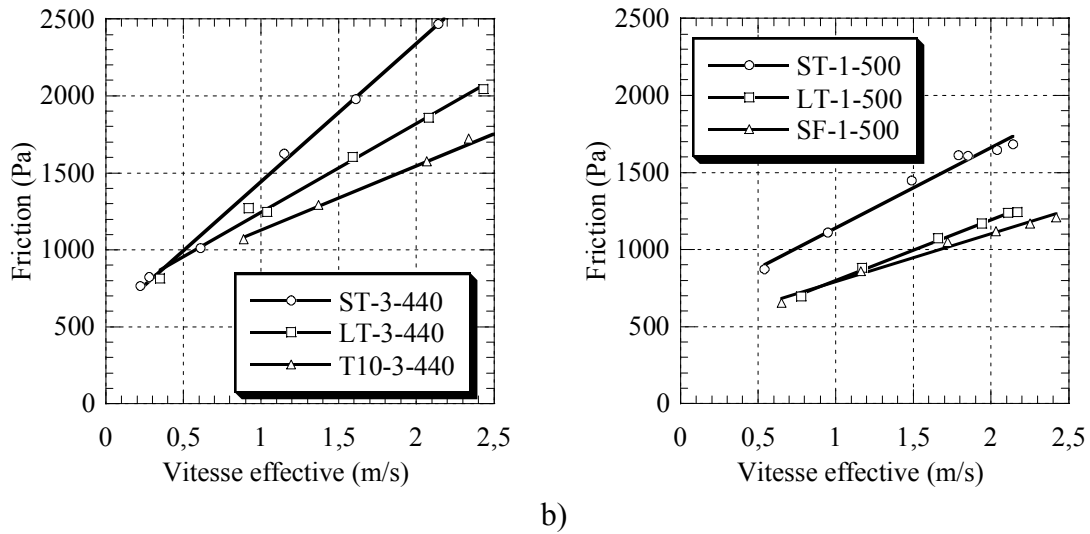 2500
2000
1500
1000
500
0
Friction (Pa)
ST-3-440
LT-3-440
T10-3-440
0 0,5 1 1,5 2 2,5
Vitesse effective (m/s)
2500
2000
1500
1000
500
0
Friction (Pa)
ST-1-500
LT-1-500
SF-1-500
0 0,5 1 1,5 2 2,5
Vitesse effective (m/s)
b)